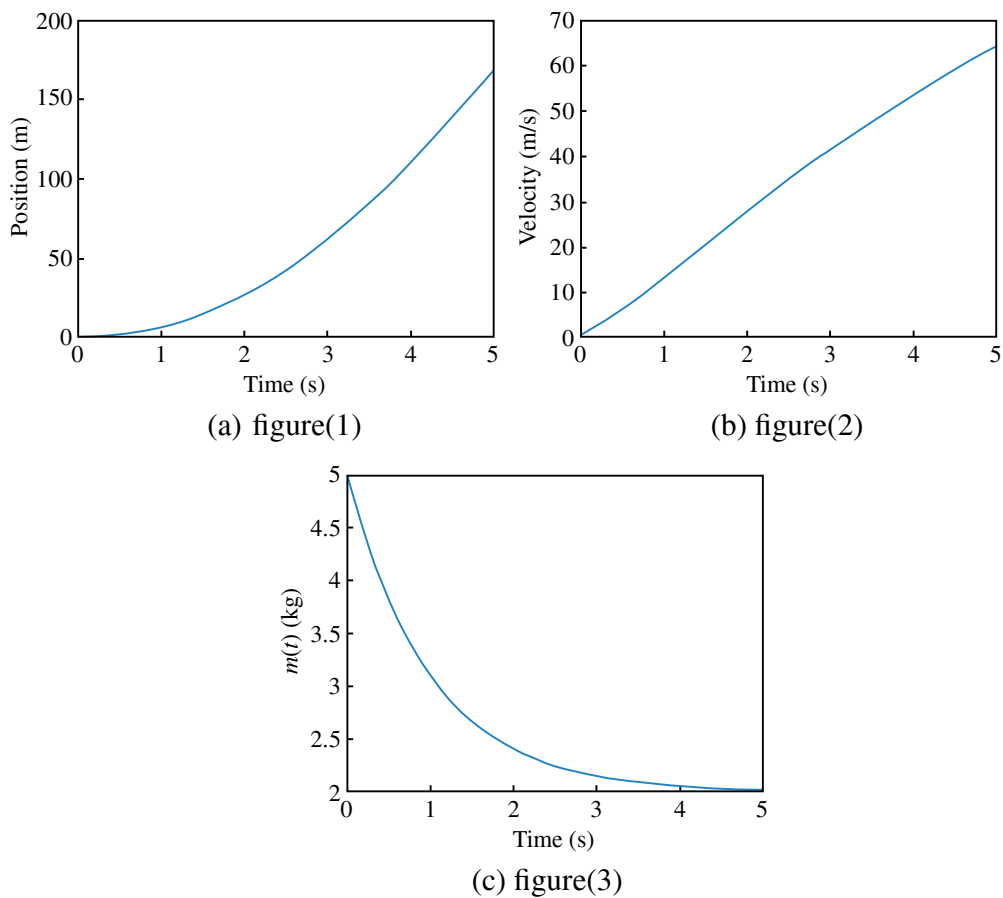 200
150
100
50
0
Position (m)
0 1 2 3 4 5
Time (s)
(a) figure(1)
70
60
50
40
30
20
10
0
Velocity (m/s)
0 1 2 3 4 5
Time (s)
(b) figure(2)
5
4.5
4
3.5
3
2.5
2
m(t) (kg)
0 1 2 3 4 5
Time (s)
(c) figure(3)